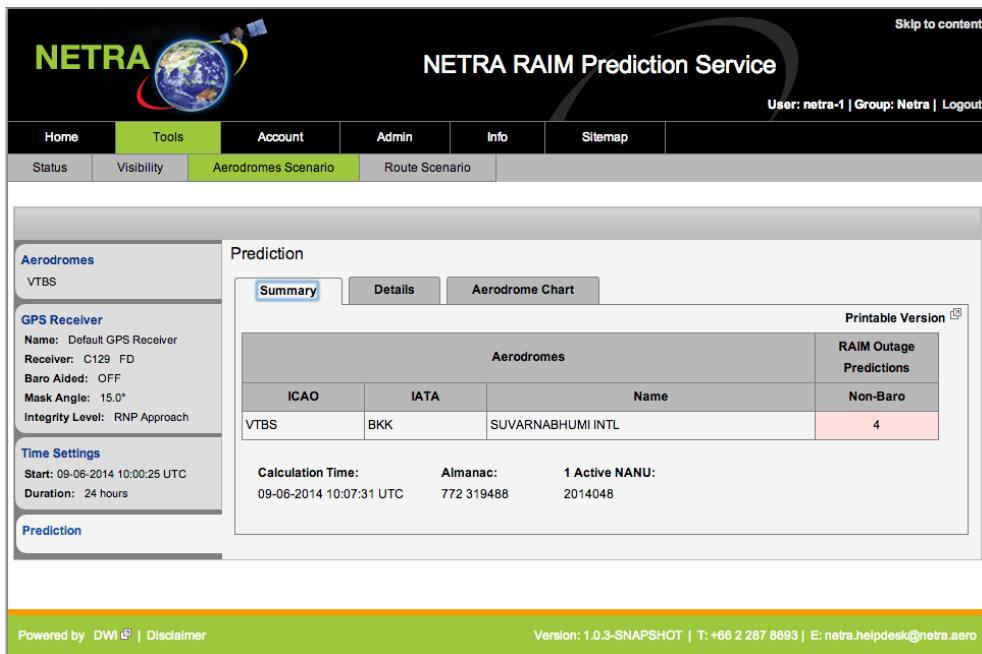 Skip to content
NETRA
NETRA RAIM Prediction Service
User: netra-1 | Group: Netra | Logout
Home Tools Account Admin Info Sitemap
Status Visibility Aerodromes Scenario Route Scenario
Aerodromes
VTBS
GPS Receiver
Name: Default GPS Receiver
Receiver: C129 FD
Baro Aided: OFF
Mask Angle: 15.0°
Integrity Level: RNP Approach
Time Settings
Start: 09-06-2014 10:00:25 UTC
Duration: 24 hours
Prediction
Prediction
Summary Details Aerodrome Chart
Printable Version
Aerodromes RAIM Outage Predictions
ICAO IATA Name Non-Baro
VTBS BKK SUVARNABHUMI INTL 4
Calculation Time: Almanac: 1 Active NANU:
09-06-2014 10:07:31 UTC 772 319488 2014048
Powered by DWI | Disclaimer
Version: 1.0.3-SNAPSHOT | T: +66 2 287 8693 | E: netra.helpdesk@netra.aero